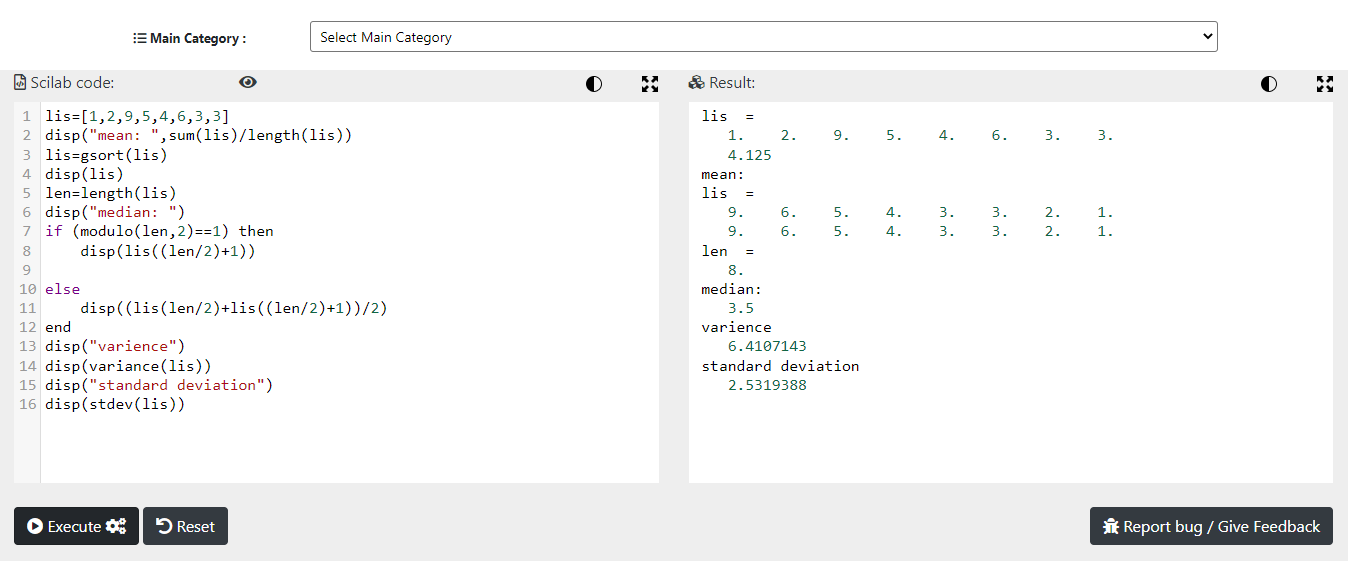 Main Category :
Select Main Category
Scilab code:
1 lis=[1,2,9,5,4,6,3,3]
2 disp("mean: ",sum(lis)/length(lis))
3 lis=gsort(lis)
4 disp(lis)
5 len=length(lis)
6 disp("median: ")
7 if (modulo(len,2)==1) then
8     disp(lis((len/2)+1))
9
10 else
11     disp((lis(len/2)+lis((len/2)+1))/2)
12 end
13 disp("varience")
14 disp(variance(lis))
15 disp("standard deviation")
16 disp(stdev(lis))
Result:
lis  =
   1.    2.    9.    5.    4.    6.    3.    3.
   4.125
mean:
lis  =
   9.    6.    5.    4.    3.    3.    2.    1.
   9.    6.    5.    4.    3.    3.    2.    1.
len  =
   8.
median:
   3.5
varience
   6.4107143
standard deviation
   2.5319388
Execute
Reset
Report bug / Give Feedback